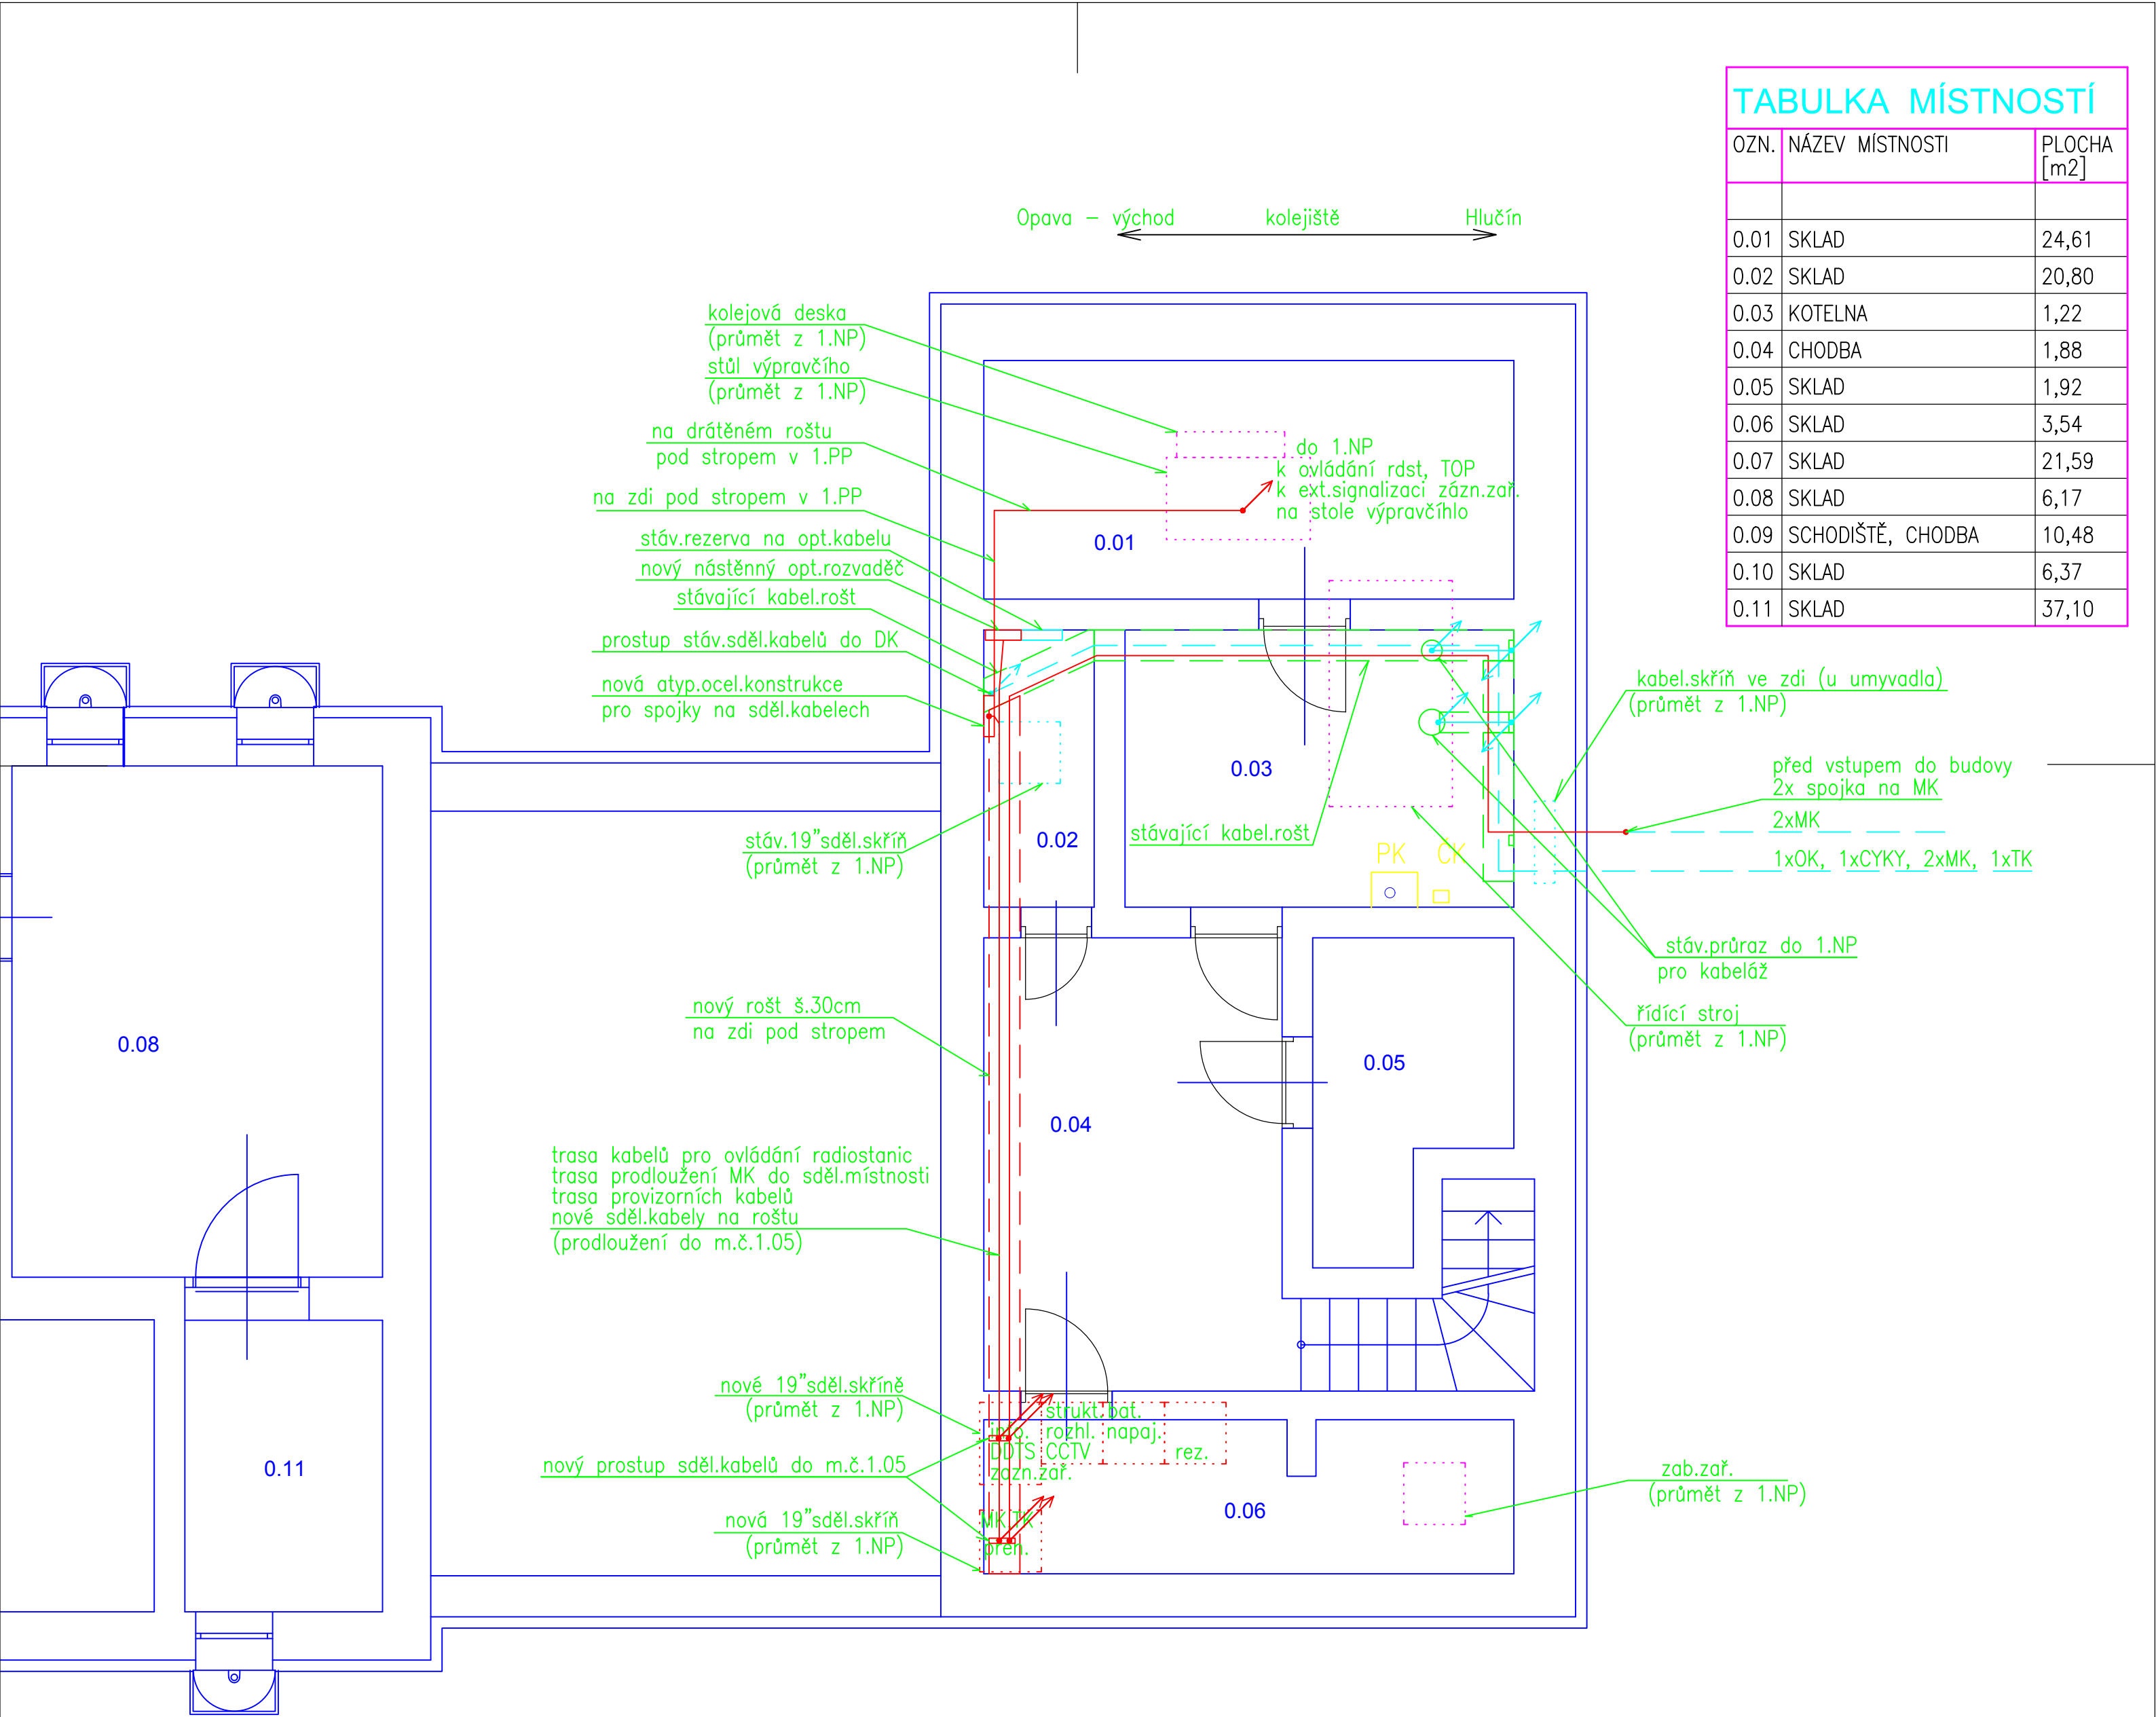 TABULKA MÍSTNOSTÍ
OZN. NÁZEV MÍSTNOSTI PLOCHA
[m2]
0.01 SKLAD 24,61
0.02 SKLAD 20,80
0.03 KOTELNA 1,22
0.04 CHODBA 1,88
0.05 SKLAD 1,92
0.06 SKLAD 3,54
0.07 SKLAD 21,59
0.08 SKLAD 6,17
0.09 SCHODIŠTĚ, CHODBA 10,48
0.10 SKLAD 6,37
0.11 SKLAD 37,10
Opava – východ kolejiště Hlučín
kolejová deska
(průmět z 1.NP)
stůl výpravčího
(průmět z 1.NP)
na drátěném roštu
pod stropem v 1.PP
na zdi pod stropem v 1.PP
stáv.rezerva na opt.kabelu
nový nástěnný opt.rozvaděč
stávající kabel.rošt
prostup stáv.sděl.kabelů do DK
nová atyp.ocel.konstrukce
pro spojky na sděl.kabelech
do 1.NP
k ovládání rdst, TOP
k ext.signalizaci zázn.zař.
na stole výpravčíhlo
0.01
kabel.skříň ve zdi (u umyvadla)
(průmět z 1.NP)
před vstupem do budovy
2x spojka na MK
2xMK
1xOK, 1xCYKY, 2xMK, 1xTK
0.03
0.02
stávající kabel.rošt
PK CK
stáv.19"sděl.skříň
(průmět z 1.NP)
stáv.průraz do 1.NP
pro kabeláž
řídící stroj
(průmět z 1.NP)
nový rošt š.30cm
na zdi pod stropem
0.08
0.05
0.04
trasa kabelů pro ovládání radiostanic
trasa prodloužení MK do sděl.místnosti
trasa provizorních kabelů
nové sděl.kabely na roštu
(prodloužení do m.č.1.05)
nové 19"sděl.skříně
(průmět z 1.NP)
nový prostup sděl.kabelů do m.č.1.05
nová 19"sděl.skříň
(průmět z 1.NP)
strukt.bat.
rozhl. napaj.
DDTS CCTV rez.
zazn.zař.
MK TK
přen.
0.11
0.06
zab.zař.
(průmět z 1.NP)